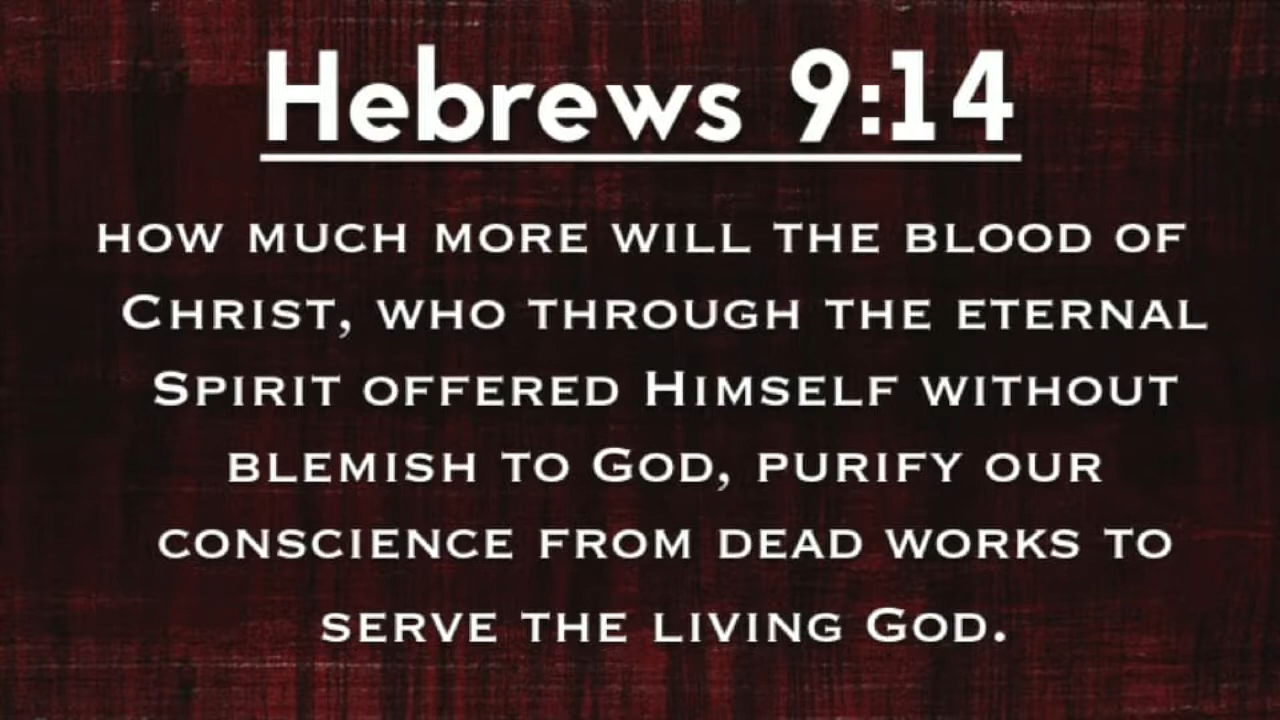 Hebrews 9:14
HOW MUCH MORE WILL THE BLOOD OF
CHRIST, WHO THROUGH THE ETERNAL
SPIRIT OFFERED HIMSELF WITHOUT
BLEMISH TO GOD, PURIFY OUR
CONSCIENCE FROM DEAD WORKS TO
SERVE THE LIVING GOD.